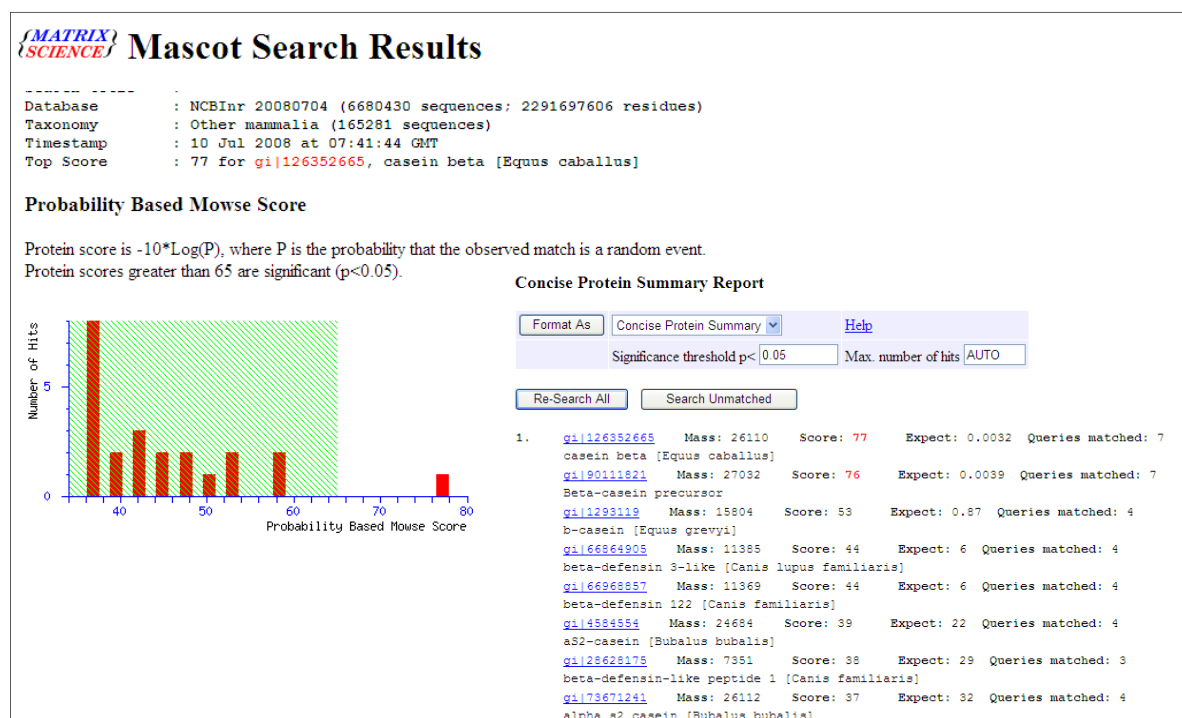 {MATRIX SCIENCE} Mascot Search Results
Database : NCBInr 20080704 (6680430 sequences; 2291697606 residues)
Taxonomy : Other mammalia (165281 sequences)
Timestamp : 10 Jul 2008 at 07:41:44 GMT
Top Score : 77 for gi|126352665, casein beta [Equus caballus]
Probability Based Mowse Score
Protein score is -10*Log(P), where P is the probability that the observed match is a random event.
Protein scores greater than 65 are significant (p<0.05).
Number of Hits
5
0
40 50 60 70 80
Probability Based Mowse Score
Concise Protein Summary Report
Format As Concise Protein Summary Help
Significance threshold p< 0.05 Max. number of hits AUTO
Re-Search All Search Unmatched
1. gi|126352665 Mass: 26110 Score: 77 Expect: 0.0032 Queries matched: 7
casein beta [Equus caballus]
gi|90111821 Mass: 27032 Score: 76 Expect: 0.0039 Queries matched: 7
Beta-casein precursor
gi|1293119 Mass: 15804 Score: 53 Expect: 0.87 Queries matched: 4
b-casein [Equus grevyi]
gi|66864905 Mass: 11385 Score: 44 Expect: 6 Queries matched: 4
beta-defensin 3-like [Canis lupus familiaris]
gi|66968857 Mass: 11369 Score: 44 Expect: 6 Queries matched: 4
beta-defensin 122 [Canis familiaris]
gi|4584554 Mass: 24684 Score: 39 Expect: 22 Queries matched: 4
aS2-casein [Bubalus bubalis]
gi|28628175 Mass: 7351 Score: 38 Expect: 29 Queries matched: 3
beta-defensin-like peptide 1 [Canis familiaris]
gi|73671241 Mass: 26112 Score: 37 Expect: 32 Queries matched: 4
alpha s2 casein [Bubalus bubalis]